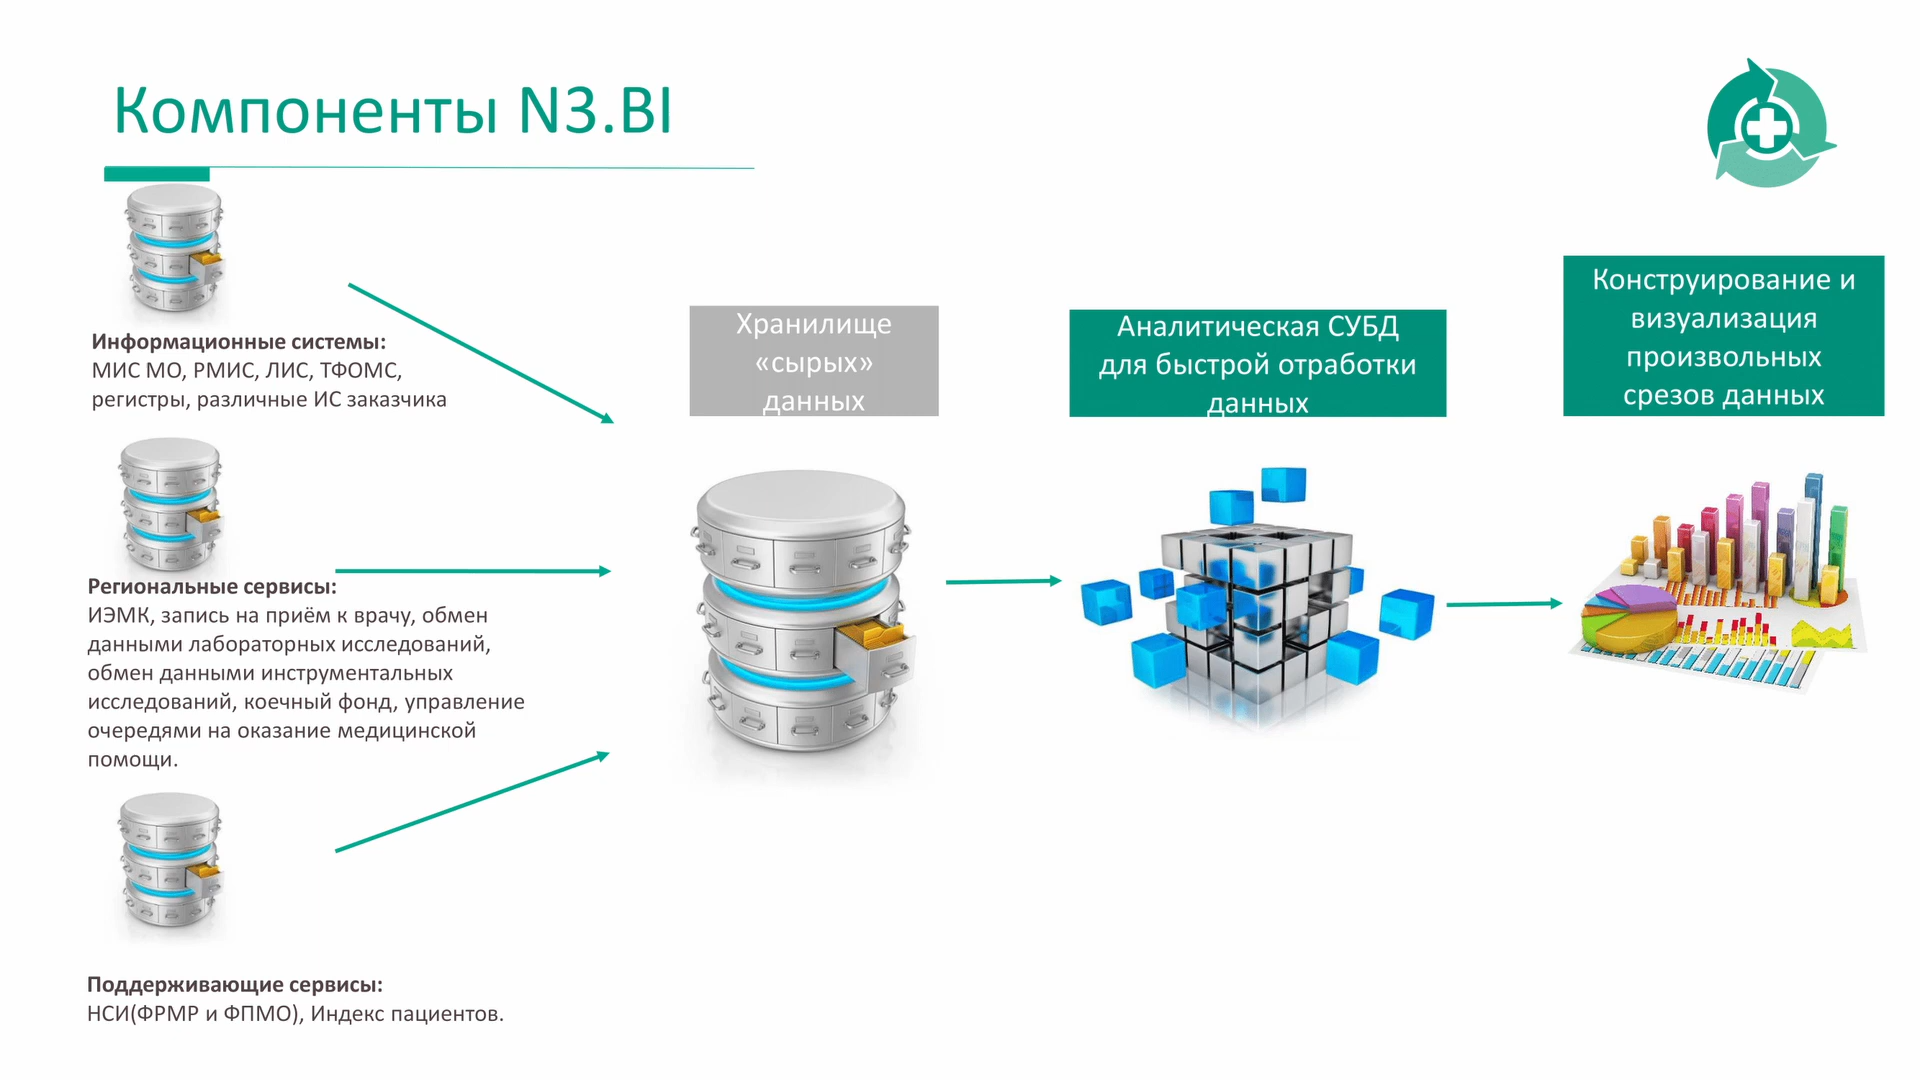 Компоненты N3.BI
Информационные системы:
МИС МО, РМИС, ЛИС, ТФОМС,
регистры, различные ИС заказчика
Региональные сервисы:
ИЭМК, запись на приём к врачу, обмен
данными лабораторных исследований,
обмен данными инструментальных
исследований, коечный фонд, управление
очередями на оказание медицинской
помощи.
Поддерживающие сервисы:
НСИ(ФРМР и ФПМО), Индекс пациентов.
Хранилище
«сырых»
данных
Аналитическая СУБД
для быстрой отработки
данных
Конструирование и
визуализация
произвольных
срезов данных